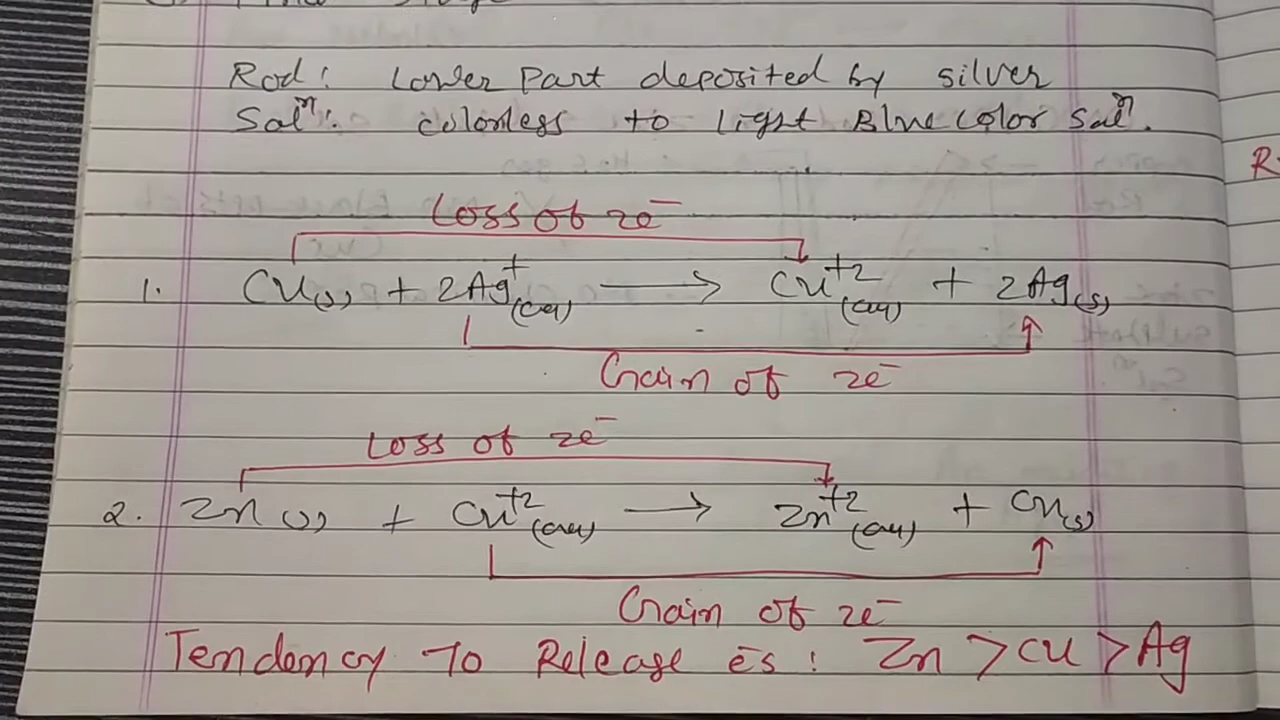 Rod: Lower Part deposited by silver
Solⁿ: colorless to Light Blue color Solⁿ.
Loss of 2e⁻
1. Cu(s) + 2Ag⁺(aq) ⟶ Cu⁺²(aq) + 2Ag(s)
Gain of 2e⁻
Loss of 2e⁻
2. Zn(s) + Cu⁺²(aq) ⟶ Zn⁺²(aq) + Cu(s)
Gain of 2e⁻
Tendency To Release es: Zn > Cu > Ag